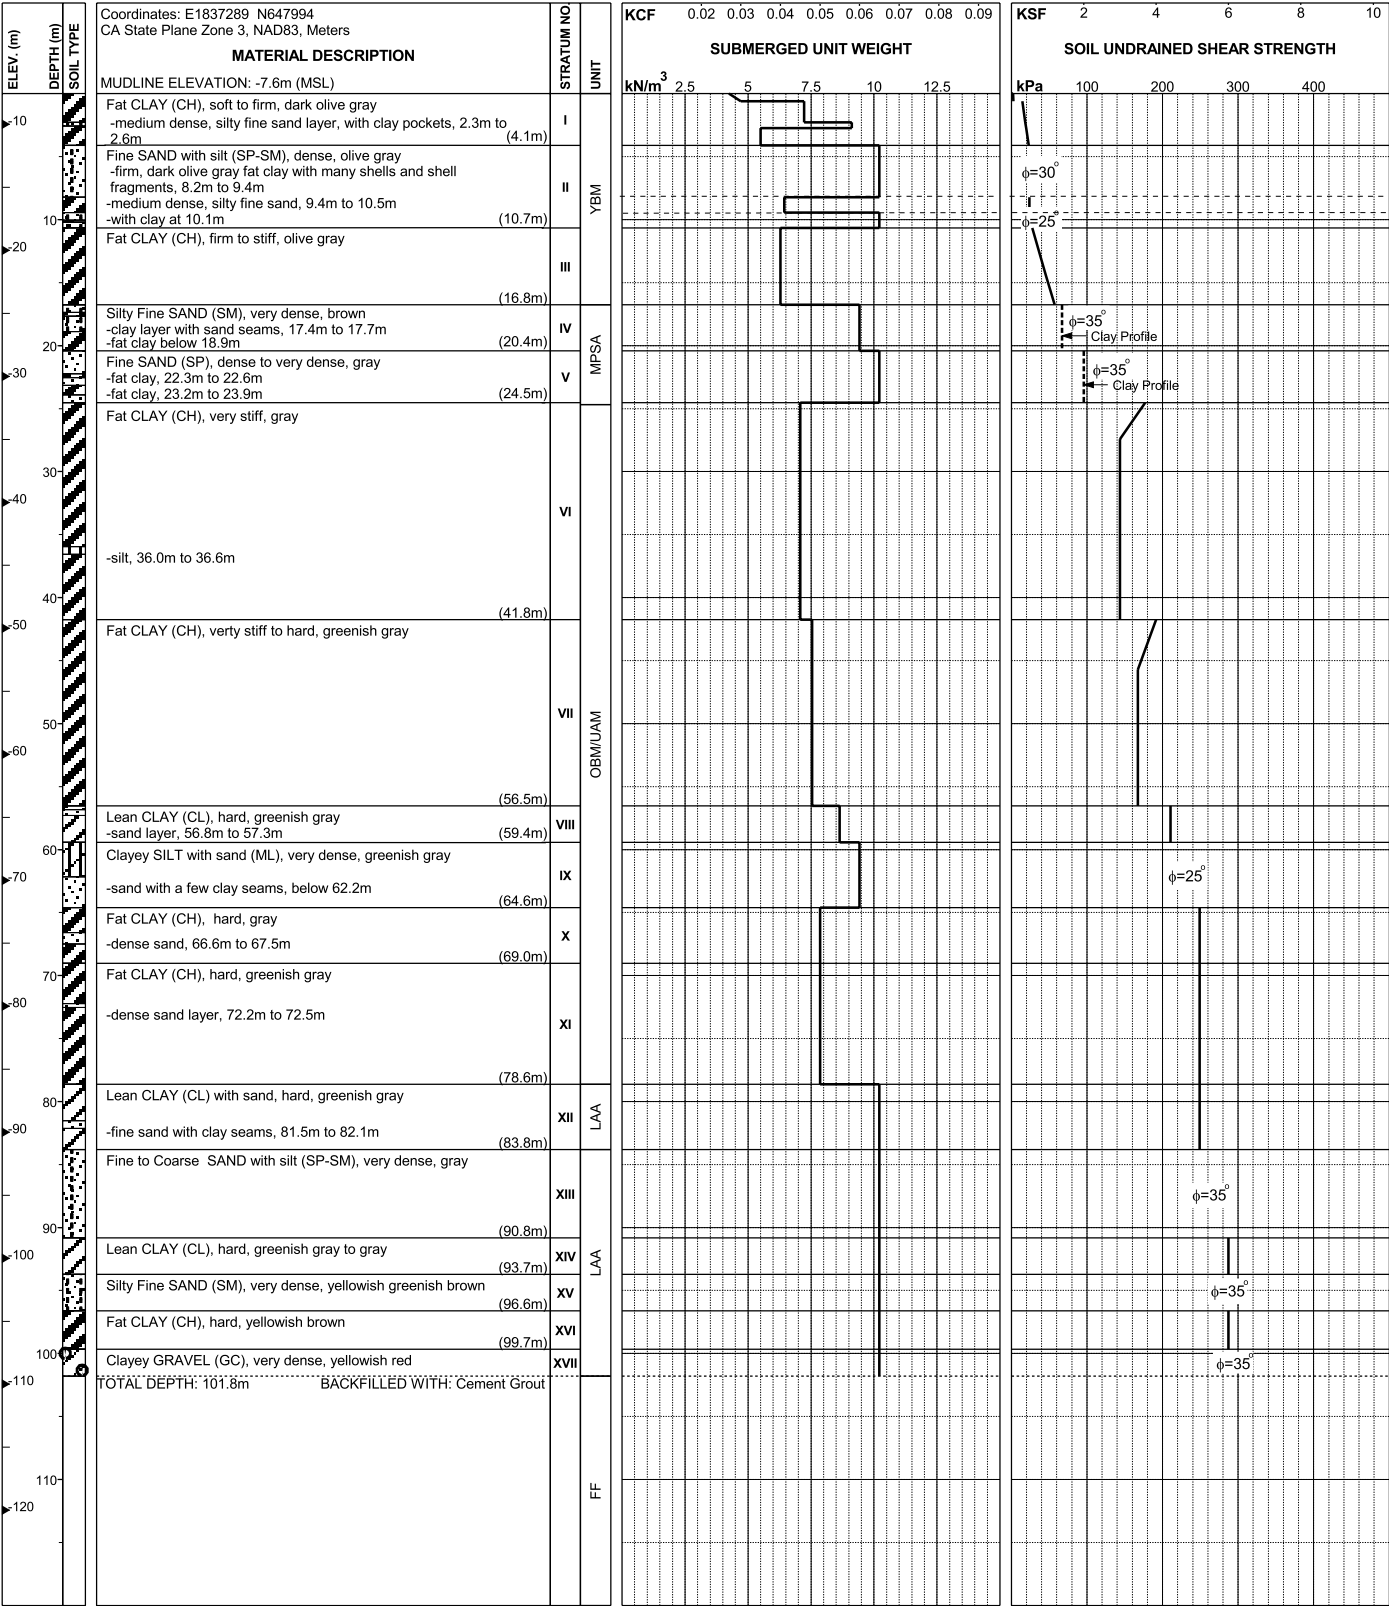 Coordinates: E1837289 N647994
CA State Plane Zone 3, NAD83, Meters
MATERIAL DESCRIPTION
MUDLINE ELEVATION: -7.6m (MSL)
ELEV. (m)
DEPTH (m)
SOIL TYPE
STRATUM NO.
UNIT
KCF 0.02 0.03 0.04 0.05 0.06 0.07 0.08 0.09
SUBMERGED UNIT WEIGHT
kN/m3 2.5 5 7.5 10 12.5
KSF 2 4 6 8 10
SOIL UNDRAINED SHEAR STRENGTH
kPa 100 200 300 400
Fat CLAY (CH), soft to firm, dark olive gray
-medium dense, silty fine sand layer, with clay pockets, 2.3m to
2.6m (4.1m)
I
Fine SAND with silt (SP-SM), dense, olive gray
-firm, dark olive gray fat clay with many shells and shell
fragments, 8.2m to 9.4m
-medium dense, silty fine sand, 9.4m to 10.5m
-with clay at 10.1m (10.7m)
II
Fat CLAY (CH), firm to stiff, olive gray
(16.8m)
III
YBM
Silty Fine SAND (SM), very dense, brown
-clay layer with sand seams, 17.4m to 17.7m
-fat clay below 18.9m (20.4m)
IV
Fine SAND (SP), dense to very dense, gray
-fat clay, 22.3m to 22.6m
-fat clay, 23.2m to 23.9m (24.5m)
V
MPSA
Fat CLAY (CH), very stiff, gray
-silt, 36.0m to 36.6m
(41.8m)
VI
Fat CLAY (CH), verty stiff to hard, greenish gray
(56.5m)
VII
Lean CLAY (CL), hard, greenish gray
-sand layer, 56.8m to 57.3m (59.4m)
VIII
Clayey SILT with sand (ML), very dense, greenish gray
-sand with a few clay seams, below 62.2m
(64.6m)
IX
Fat CLAY (CH), hard, gray
-dense sand, 66.6m to 67.5m
(69.0m)
X
Fat CLAY (CH), hard, greenish gray
-dense sand layer, 72.2m to 72.5m
(78.6m)
XI
OBM/UAM
Lean CLAY (CL) with sand, hard, greenish gray
-fine sand with clay seams, 81.5m to 82.1m
(83.8m)
XII
LAA
Fine to Coarse SAND with silt (SP-SM), very dense, gray
(90.8m)
XIII
Lean CLAY (CL), hard, greenish gray to gray
(93.7m)
XIV
Silty Fine SAND (SM), very dense, yellowish greenish brown
(96.6m)
XV
Fat CLAY (CH), hard, yellowish brown
(99.7m)
XVI
Clayey GRAVEL (GC), very dense, yellowish red
XVII
LAA
TOTAL DEPTH: 101.8m BACKFILLED WITH: Cement Grout
FF
-10
-20
-30
-40
-50
-60
-70
-80
-90
-100
-110
-120
10
20
30
40
50
60
70
80
90
100
110
ϕ=30°
ϕ=25°
ϕ=35°
Clay Profile
ϕ=35°
Clay Profile
ϕ=25°
ϕ=35°
ϕ=35°
ϕ=35°